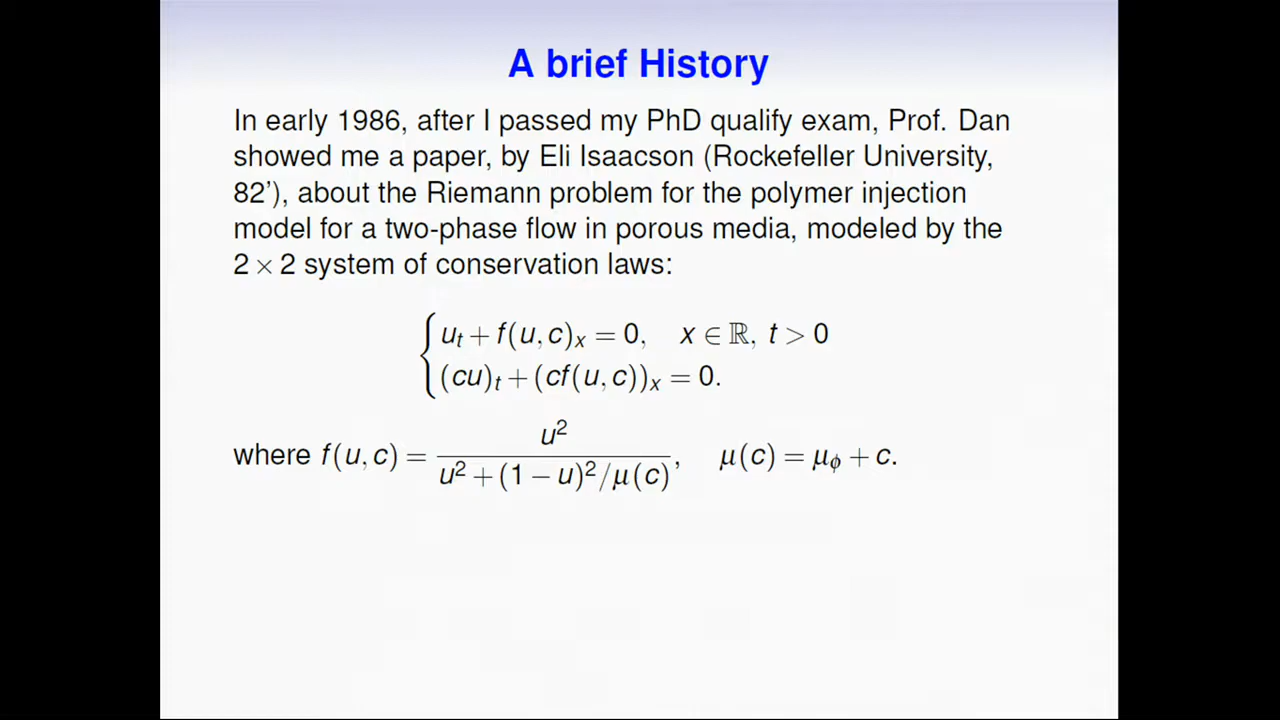 A brief History
In early 1986, after I passed my PhD qualify exam, Prof. Dan
showed me a paper, by Eli Isaacson (Rockefeller University,
82’), about the Riemann problem for the polymer injection
model for a two-phase flow in porous media, modeled by the
2 × 2 system of conservation laws:
{ u_t + f(u, c)_x = 0, x ∈ ℝ, t > 0
(cu)_t + (cf(u, c))_x = 0.
where f(u, c) = u² / (u² + (1 − u)²/μ(c)), μ(c) = μ_ϕ + c.